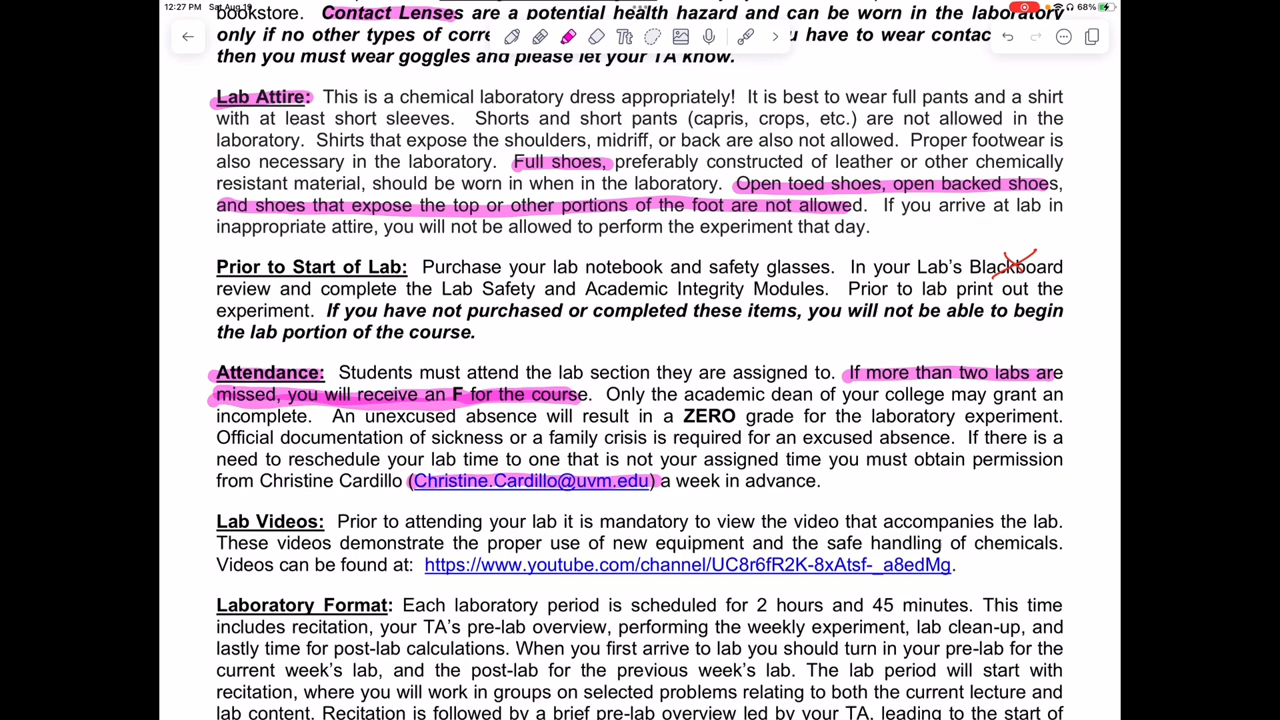 12:27 PM Sat Aug 19
68%
bookstore. Contact Lenses are a potential health hazard and can be worn in the laboratory
only if no other types of corre u have to wear contac
then you must wear goggles and please let your TA know.
Lab Attire: This is a chemical laboratory dress appropriately! It is best to wear full pants and a shirt
with at least short sleeves. Shorts and short pants (capris, crops, etc.) are not allowed in the
laboratory. Shirts that expose the shoulders, midriff, or back are also not allowed. Proper footwear
is also necessary in the laboratory. Full shoes, preferably constructed of leather or other chemically
resistant material, should be worn in when in the laboratory. Open toed shoes, open backed shoes,
and shoes that expose the top or other portions of the foot are not allowed. If you arrive at lab in
inappropriate attire, you will not be allowed to perform the experiment that day.
Prior to Start of Lab: Purchase your lab notebook and safety glasses. In your Lab's Blackboard
review and complete the Lab Safety and Academic Integrity Modules. Prior to lab print out the
experiment. If you have not purchased or completed these items, you will not be able to begin
the lab portion of the course.
Attendance: Students must attend the lab section they are assigned to. If more than two labs are
missed, you will receive an F for the course. Only the academic dean of your college may grant an
incomplete. An unexcused absence will result in a ZERO grade for the laboratory experiment.
Official documentation of sickness or a family crisis is required for an excused absence. If there is a
need to reschedule your lab time to one that is not your assigned time you must obtain permission
from Christine Cardillo (Christine.Cardillo@uvm.edu) a week in advance.
Lab Videos: Prior to attending your lab it is mandatory to view the video that accompanies the lab.
These videos demonstrate the proper use of new equipment and the safe handling of chemicals.
Videos can be found at: https://www.youtube.com/channel/UC8r6fR2K-8xAtsf-_a8edMg.
Laboratory Format: Each laboratory period is scheduled for 2 hours and 45 minutes. This time
includes recitation, your TA's pre-lab overview, performing the weekly experiment, lab clean-up, and
lastly time for post-lab calculations. When you first arrive to lab you should turn in your pre-lab for the
current week's lab, and the post-lab for the previous week's lab. The lab period will start with
recitation, where you will work in groups on selected problems relating to both the current lecture and
lab content. Recitation is followed by a brief pre-lab overview led by your TA, leading to the start of